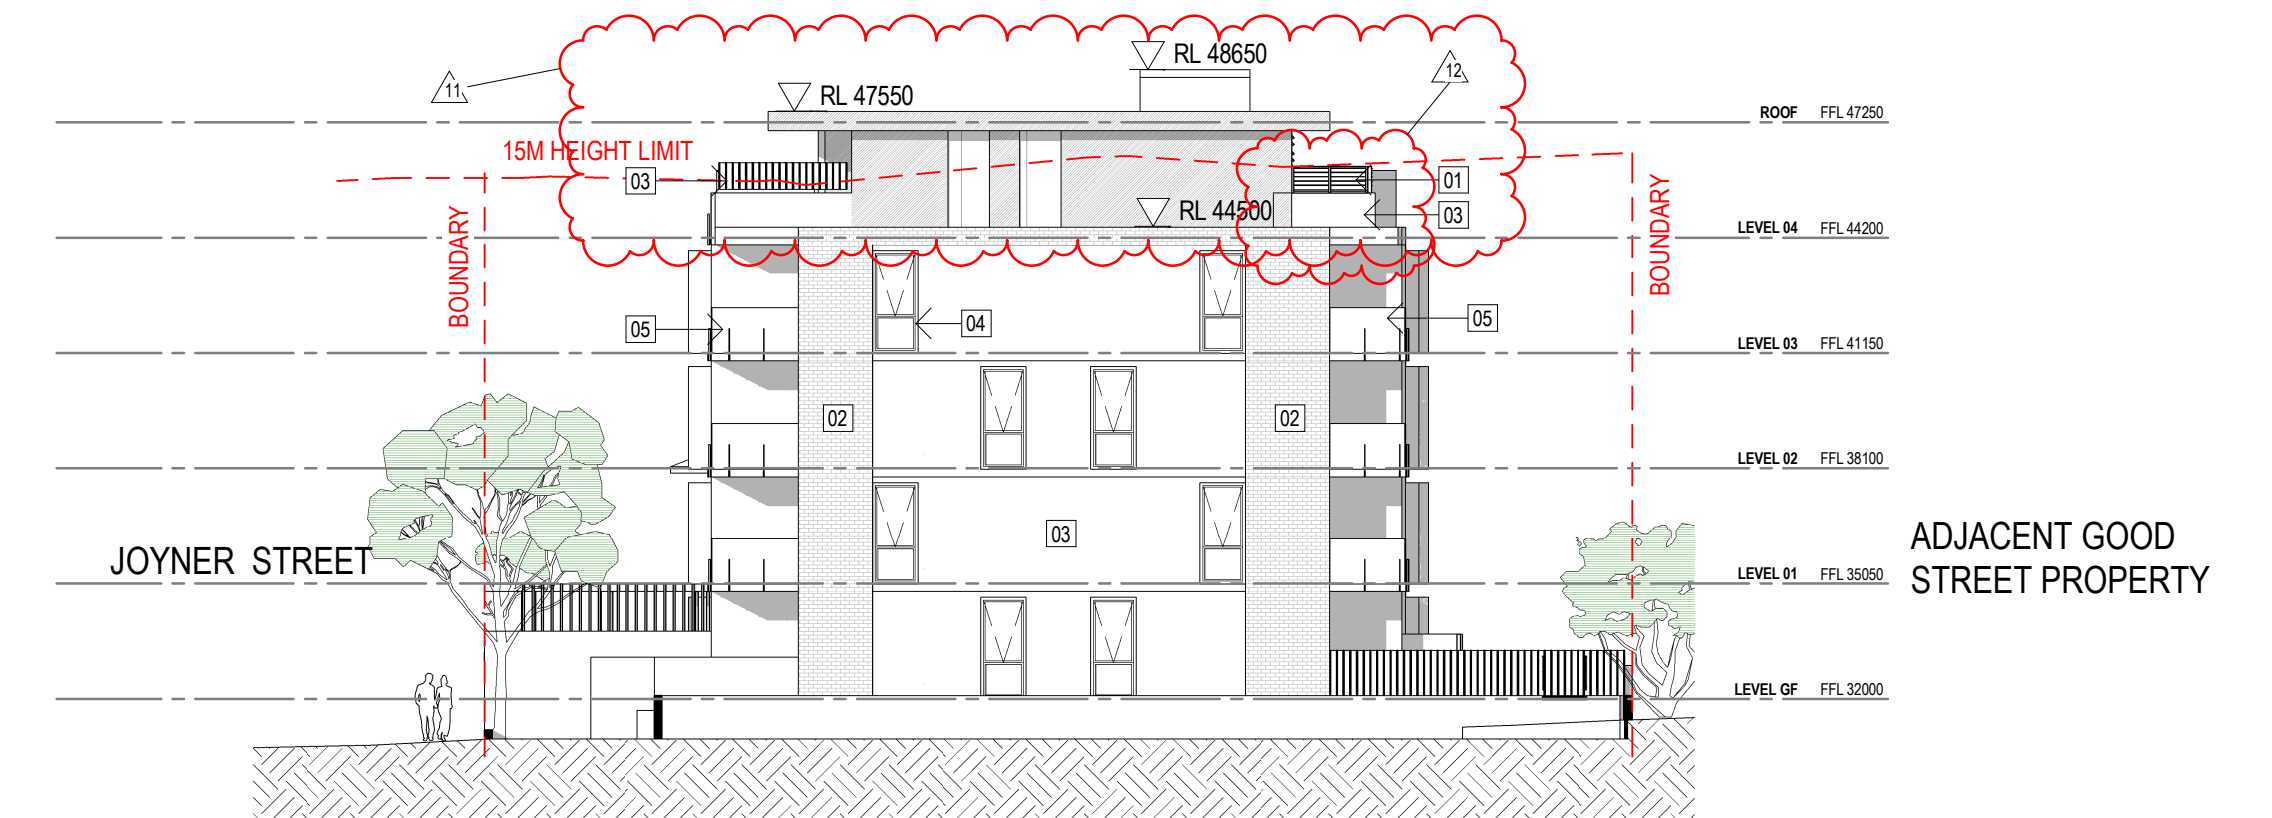 RL 48650
11
12
RL 47550
ROOF FFL 47250
15M HEIGHT LIMIT
03
01
BOUNDARY
BOUNDARY
RL 44500
03
LEVEL 04 FFL 44200
05
04
05
LEVEL 03 FFL 41150
02
02
LEVEL 02 FFL 38100
03
JOYNER STREET
ADJACENT GOOD
STREET PROPERTY
LEVEL 01 FFL 35050
LEVEL GF FFL 32000